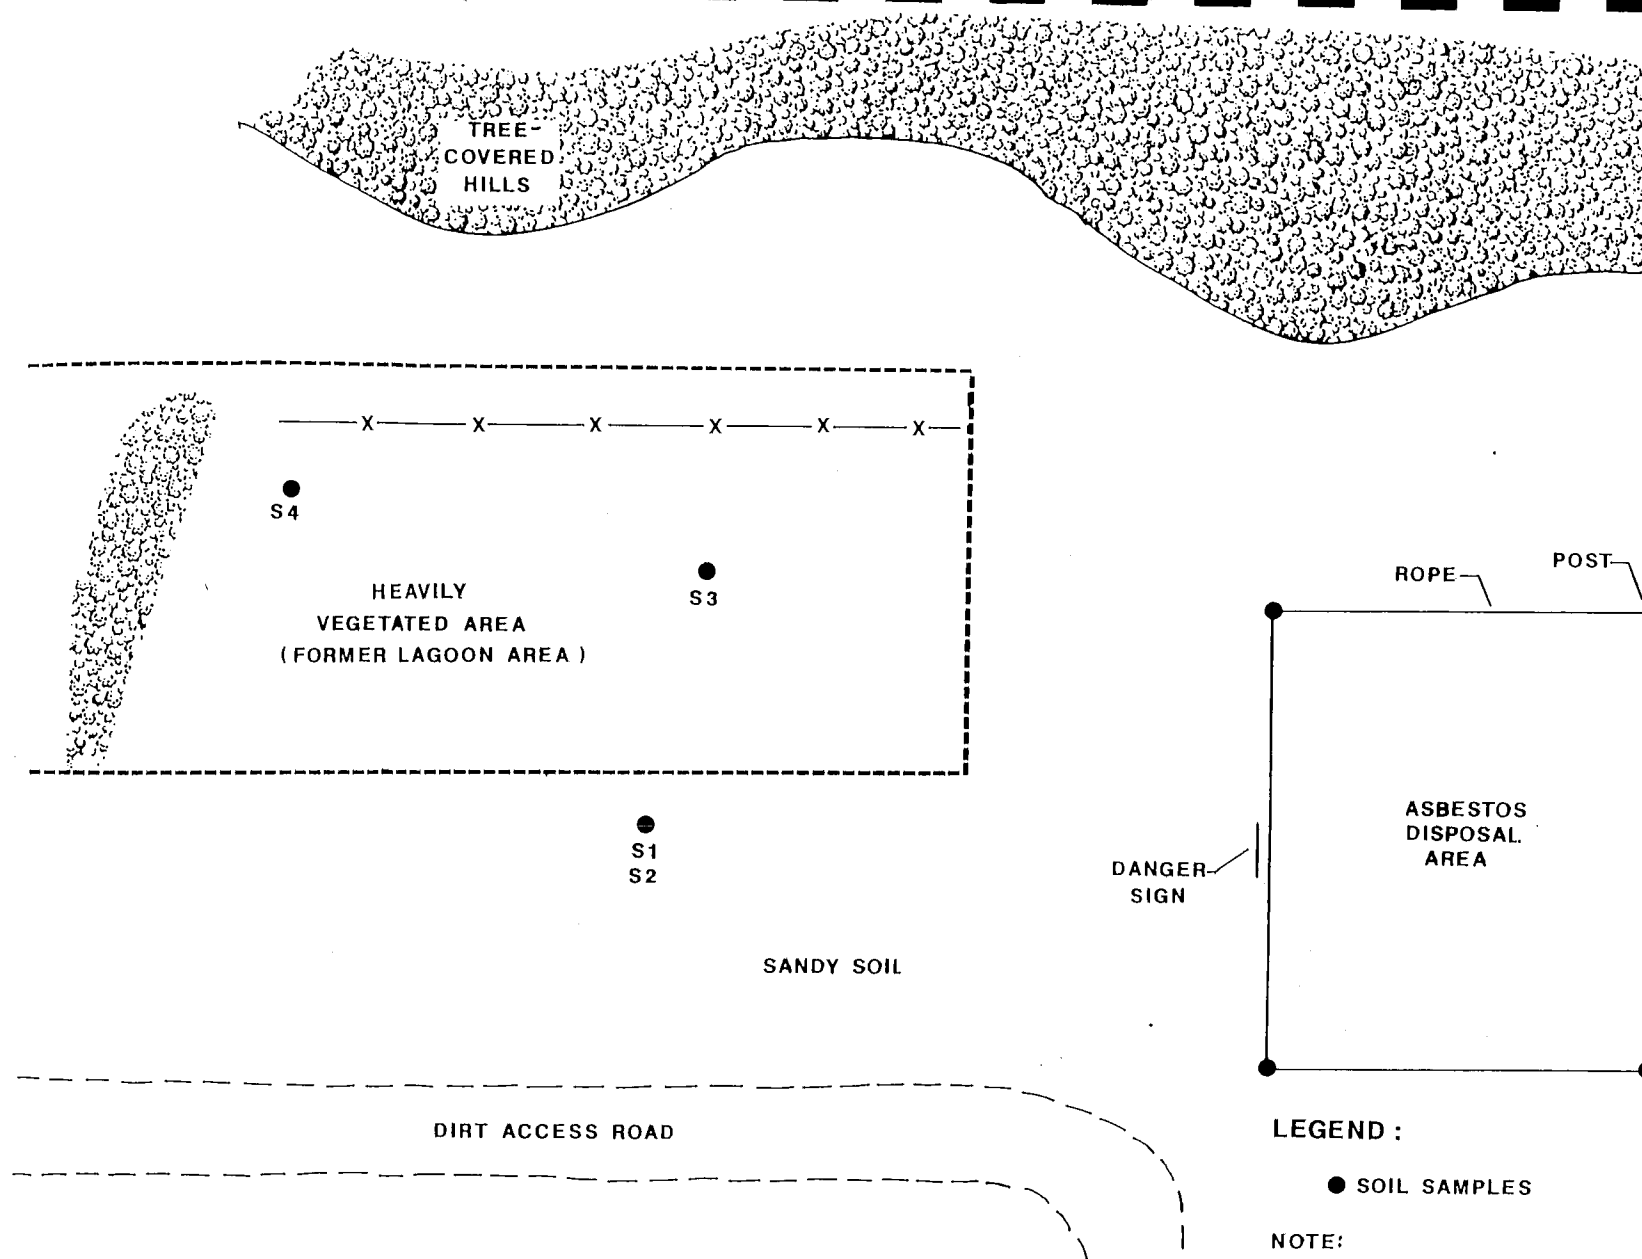 TREE-
COVERED
HILLS
X X X X X X
S4
S3
HEAVILY
VEGETATED AREA
(FORMER LAGOON AREA)
ROPE
POST
S1
S2
ASBESTOS
DISPOSAL
AREA
DANGER
SIGN
SANDY SOIL
DIRT ACCESS ROAD
LEGEND:
SOIL SAMPLES
NOTE: